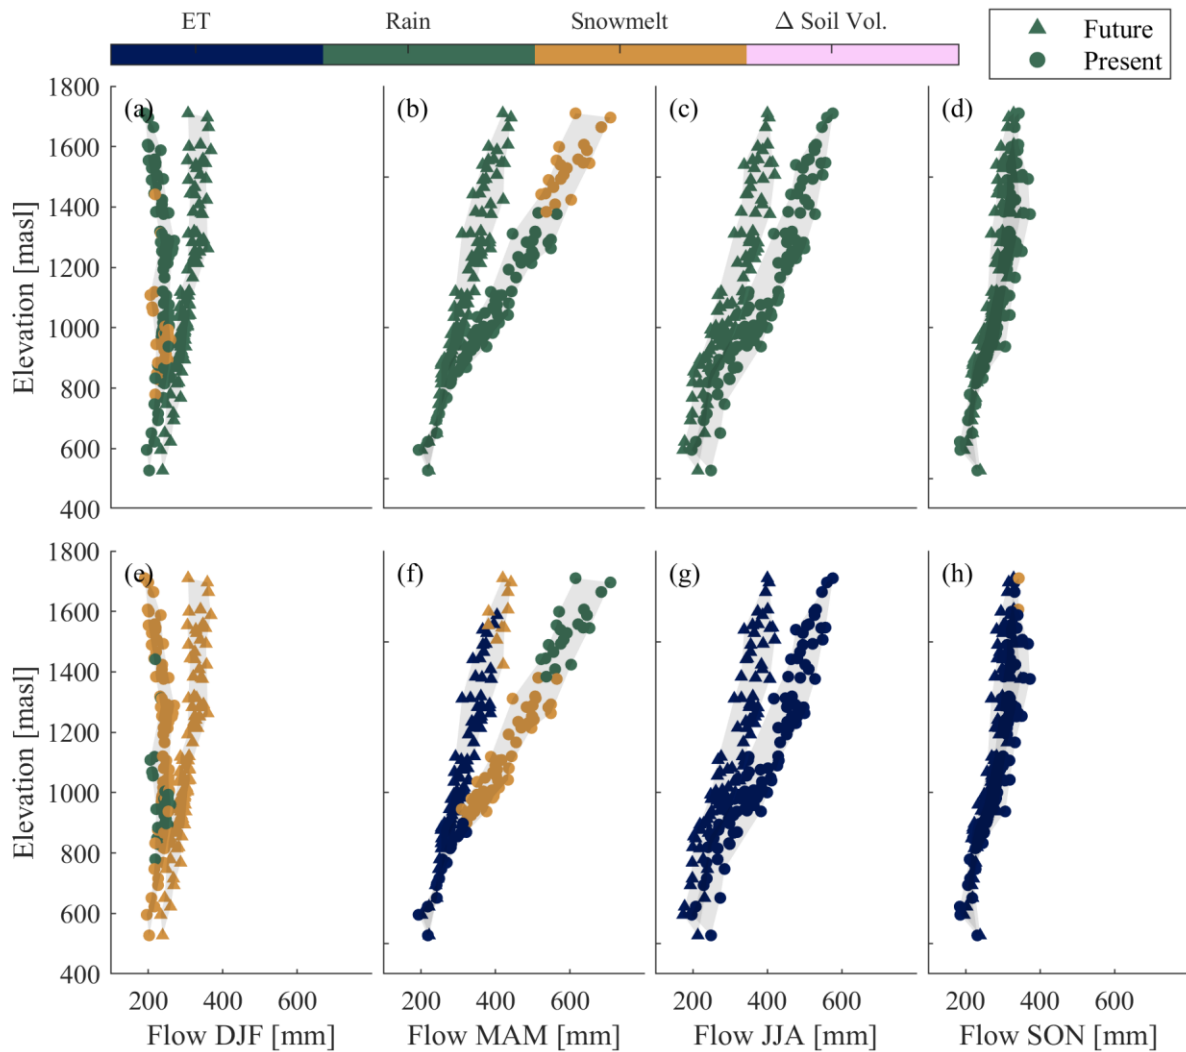 ET Rain Snowmelt Δ Soil Vol.
Future
Present
1800
1600
1400
1200
1000
800
600
400
Elevation [masl]
(a) (b) (c) (d)
1800
1600
1400
1200
1000
800
600
400
Elevation [masl]
(e) (f) (g) (h)
200 400 600 200 400 600 200 400 600 200 400 600
Flow DJF [mm] Flow MAM [mm] Flow JJA [mm] Flow SON [mm]